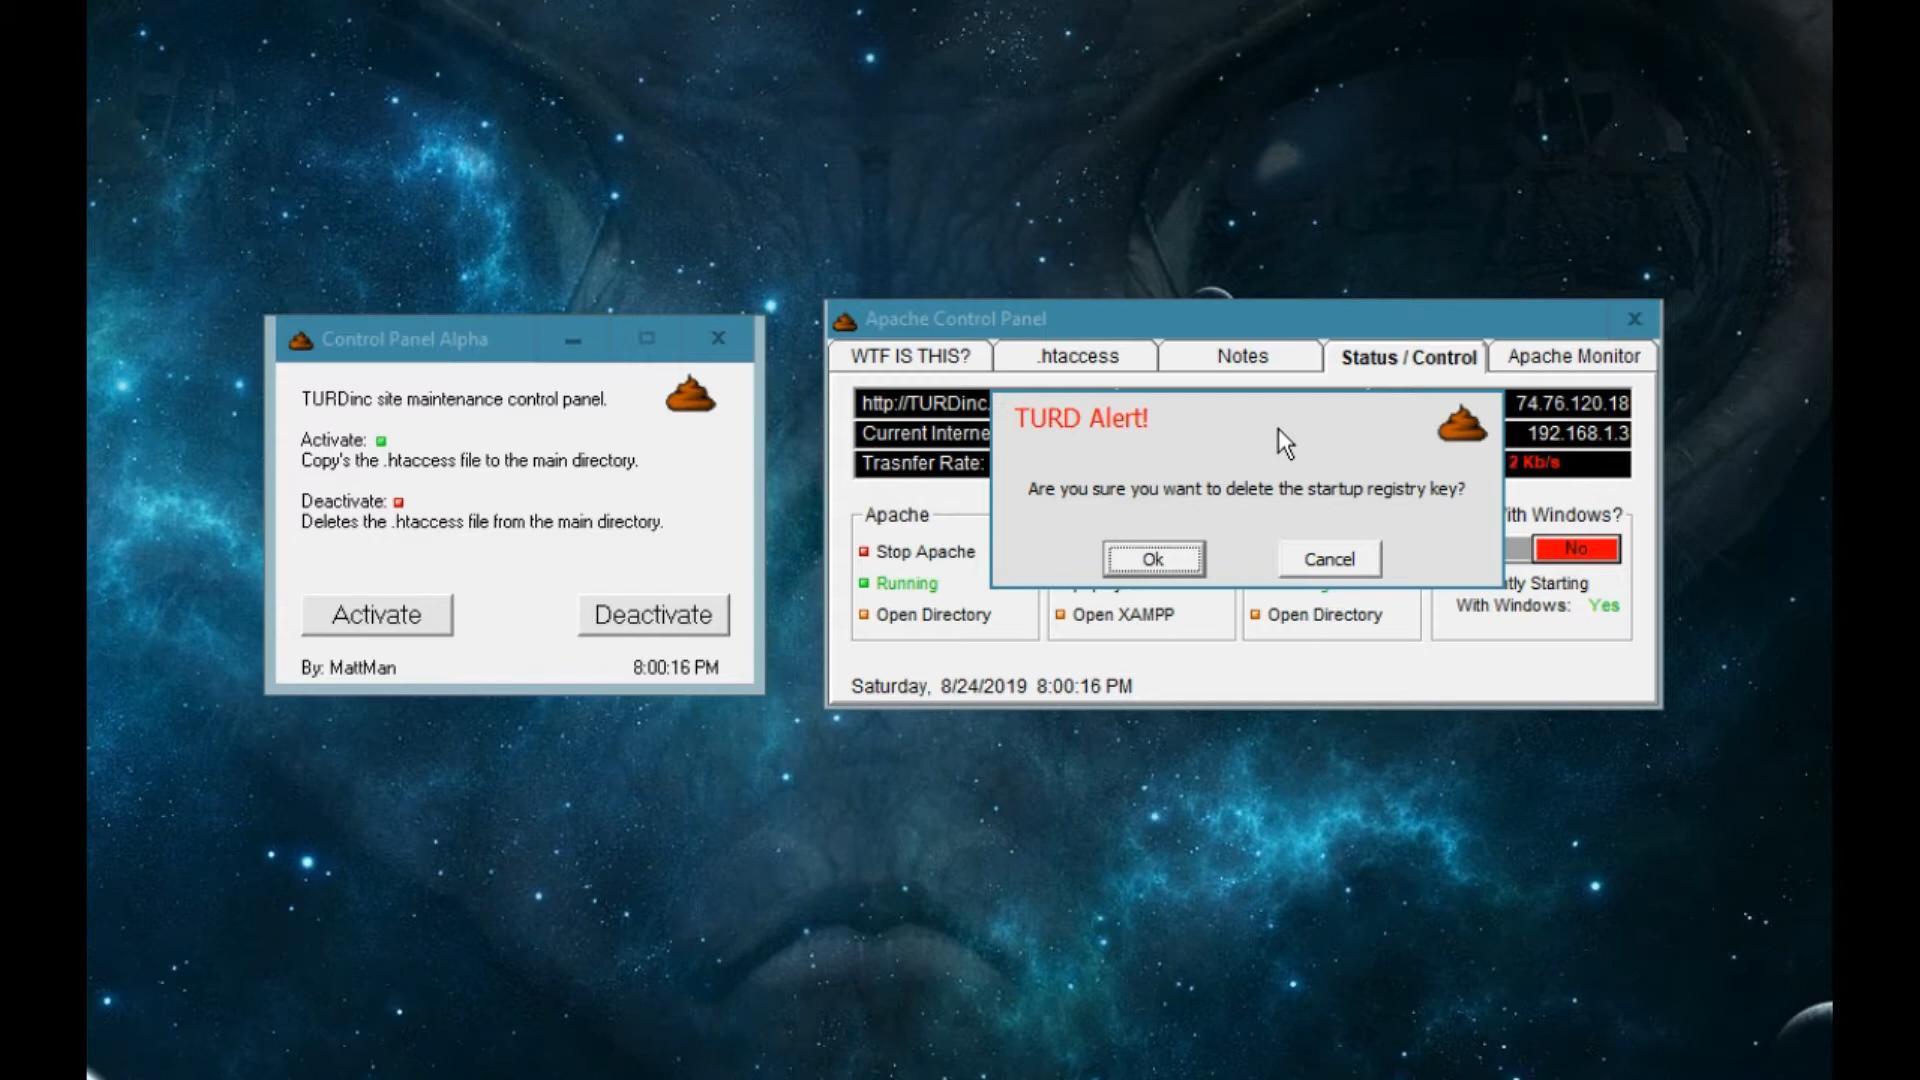 Control Panel Alpha
TURDinc site maintenance control panel.
Activate:
Copy's the .htaccess file to the main directory.
Deactivate:
Deletes the .htaccess file from the main directory.
Activate
Deactivate
By: MattMan
8:00:16 PM
Apache Control Panel
WTF IS THIS?
.htaccess
Notes
Status / Control
Apache Monitor
http://TURDinc.
74.76.120.18
Current Interne
192.168.1.3
Trasnfer Rate:
2 Kb/s
TURD Alert!
Are you sure you want to delete the startup registry key?
Ok
Cancel
Apache
Stop Apache
Running
Open Directory
Open XAMPP
Open Directory
ith Windows?
No
tly Starting
With Windows: Yes
Saturday, 8/24/2019 8:00:16 PM